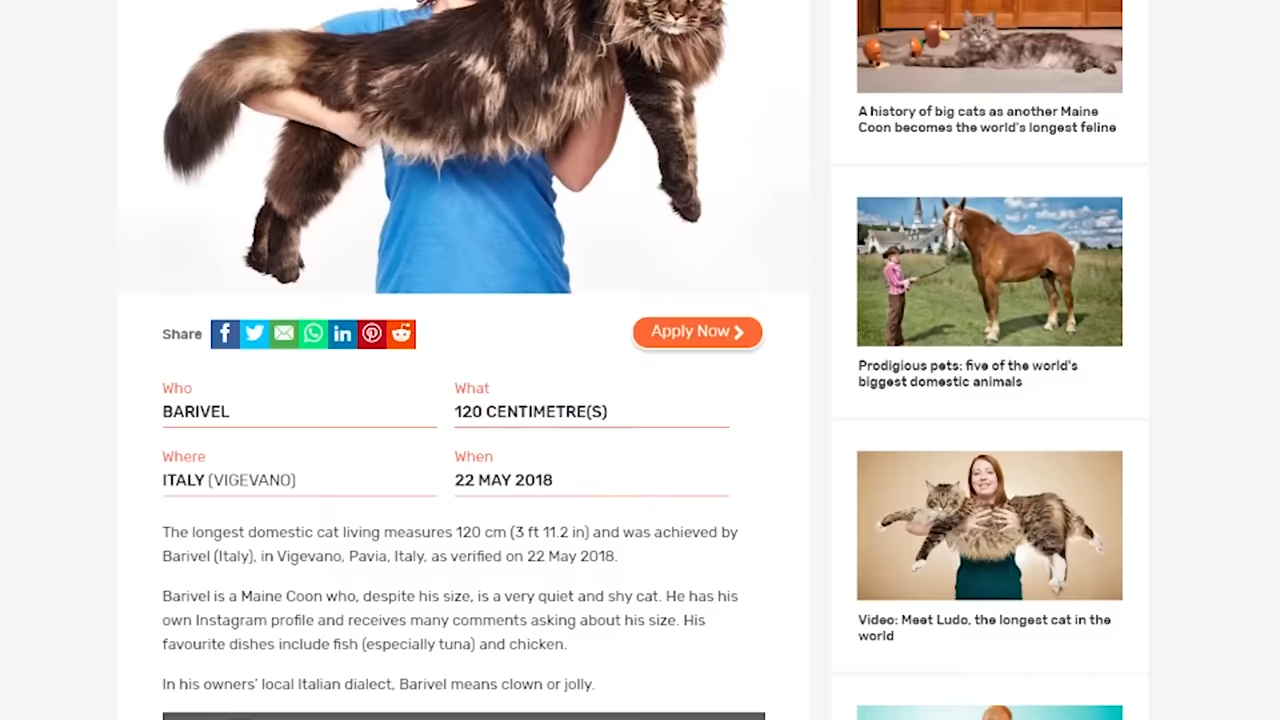 Share
Apply Now
Who
BARIVEL
What
120 CENTIMETRE(S)
Where
ITALY (VIGEVANO)
When
22 MAY 2018
The longest domestic cat living measures 120 cm (3 ft 11.2 in) and was achieved by
Barivel (Italy), in Vigevano, Pavia, Italy, as verified on 22 May 2018.
Barivel is a Maine Coon who, despite his size, is a very quiet and shy cat. He has his
own Instagram profile and receives many comments asking about his size. His
favourite dishes include fish (especially tuna) and chicken.
In his owners' local Italian dialect, Barivel means clown or jolly.
A history of big cats as another Maine
Coon becomes the world's longest feline
Prodigious pets: five of the world's
biggest domestic animals
Video: Meet Ludo, the longest cat in the
world